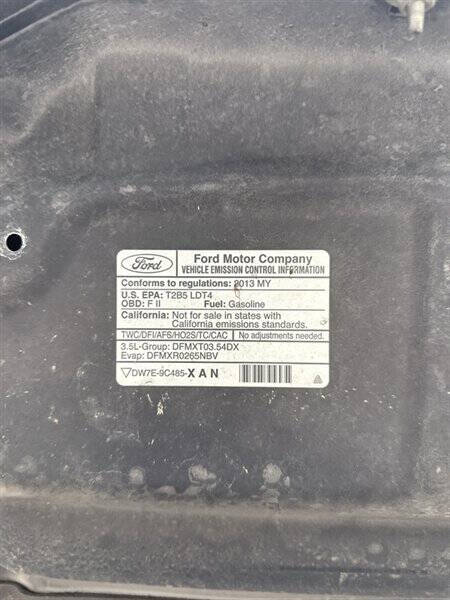 Ford
Ford Motor Company
VEHICLE EMISSION CONTROL INFORMATION
Conforms to regulations: 2013 MY
U.S. EPA: T2B5 LDT4
OBD: F II Fuel: Gasoline
California: Not for sale in states with
California emissions standards.
TWC/DFI/AFS/HO2S/TC/CAC No adjustments needed.
3.5L-Group: DFMXT03.54DX
Evap: DFMXR0265NBV
DW7E-9C485-XAN